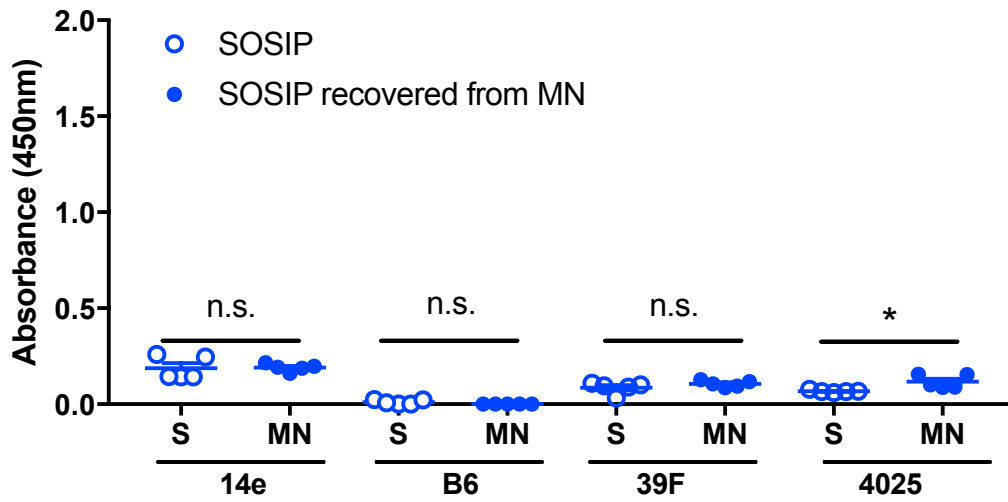 Absorbance (450nm)
2.0
1.5
1.0
0.5
0.0
SOSIP
SOSIP recovered from MN
n.s.
n.s.
n.s.
*
S MN S MN S MN S MN
14e B6 39F 4025